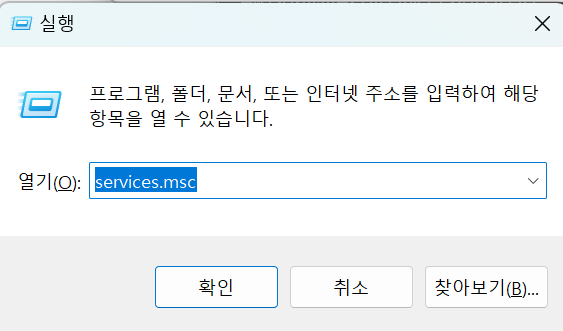 실행
프로그램, 폴더, 문서, 또는 인터넷 주소를 입력하여 해당
항목을 열 수 있습니다.
열기(O): services.msc
확인 취소 찾아보기(B)...